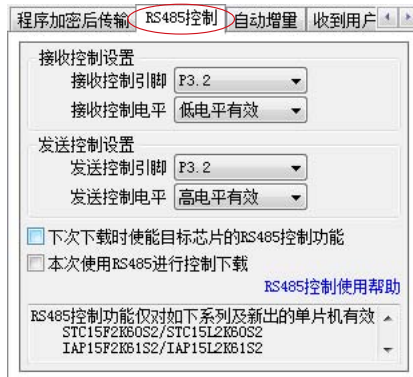 程序加密后传输 RS485控制 自动增量 收到用户
接收控制设置
接收控制引脚 P3.2
接收控制电平 低电平有效
发送控制设置
发送控制引脚 P3.2
发送控制电平 高电平有效
下次下载时使能目标芯片的RS485控制功能
本次使用RS485进行控制下载
RS485控制使用帮助
RS485控制功能仅对如下系列及新出的单片机有效
STC15F2K60S2/STC15L2K60S2
IAP15F2K61S2/IAP15L2K61S2